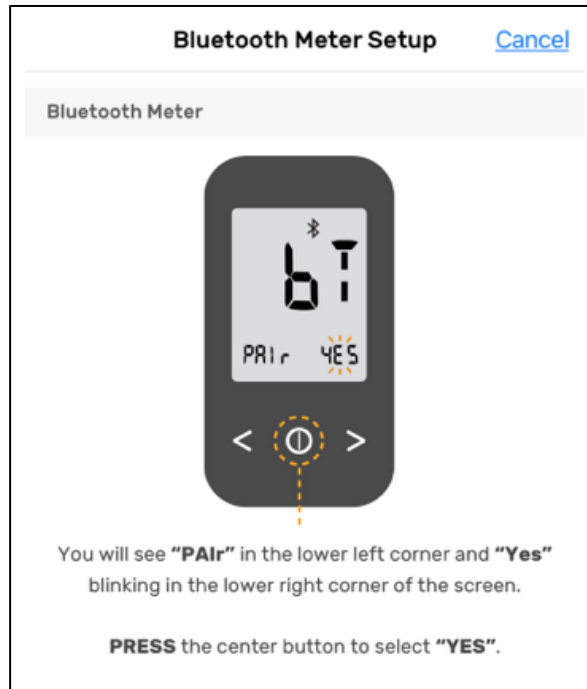 Bluetooth Meter Setup Cancel
Bluetooth Meter
bT
PAIr YES
< >
You will see “PAIr” in the lower left corner and “Yes”
blinking in the lower right corner of the screen.
PRESS the center button to select “YES”.